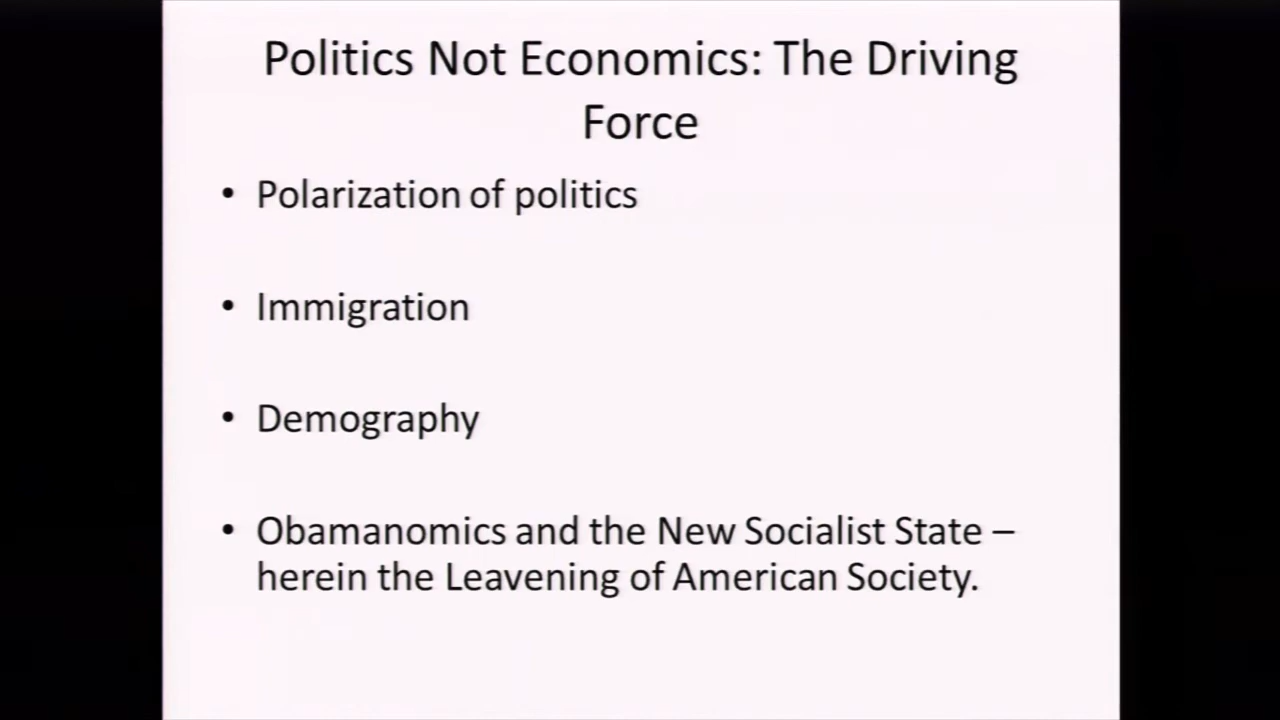 Politics Not Economics: The Driving
Force
• Polarization of politics
• Immigration
• Demography
• Obamanomics and the New Socialist State –
herein the Leavening of American Society.